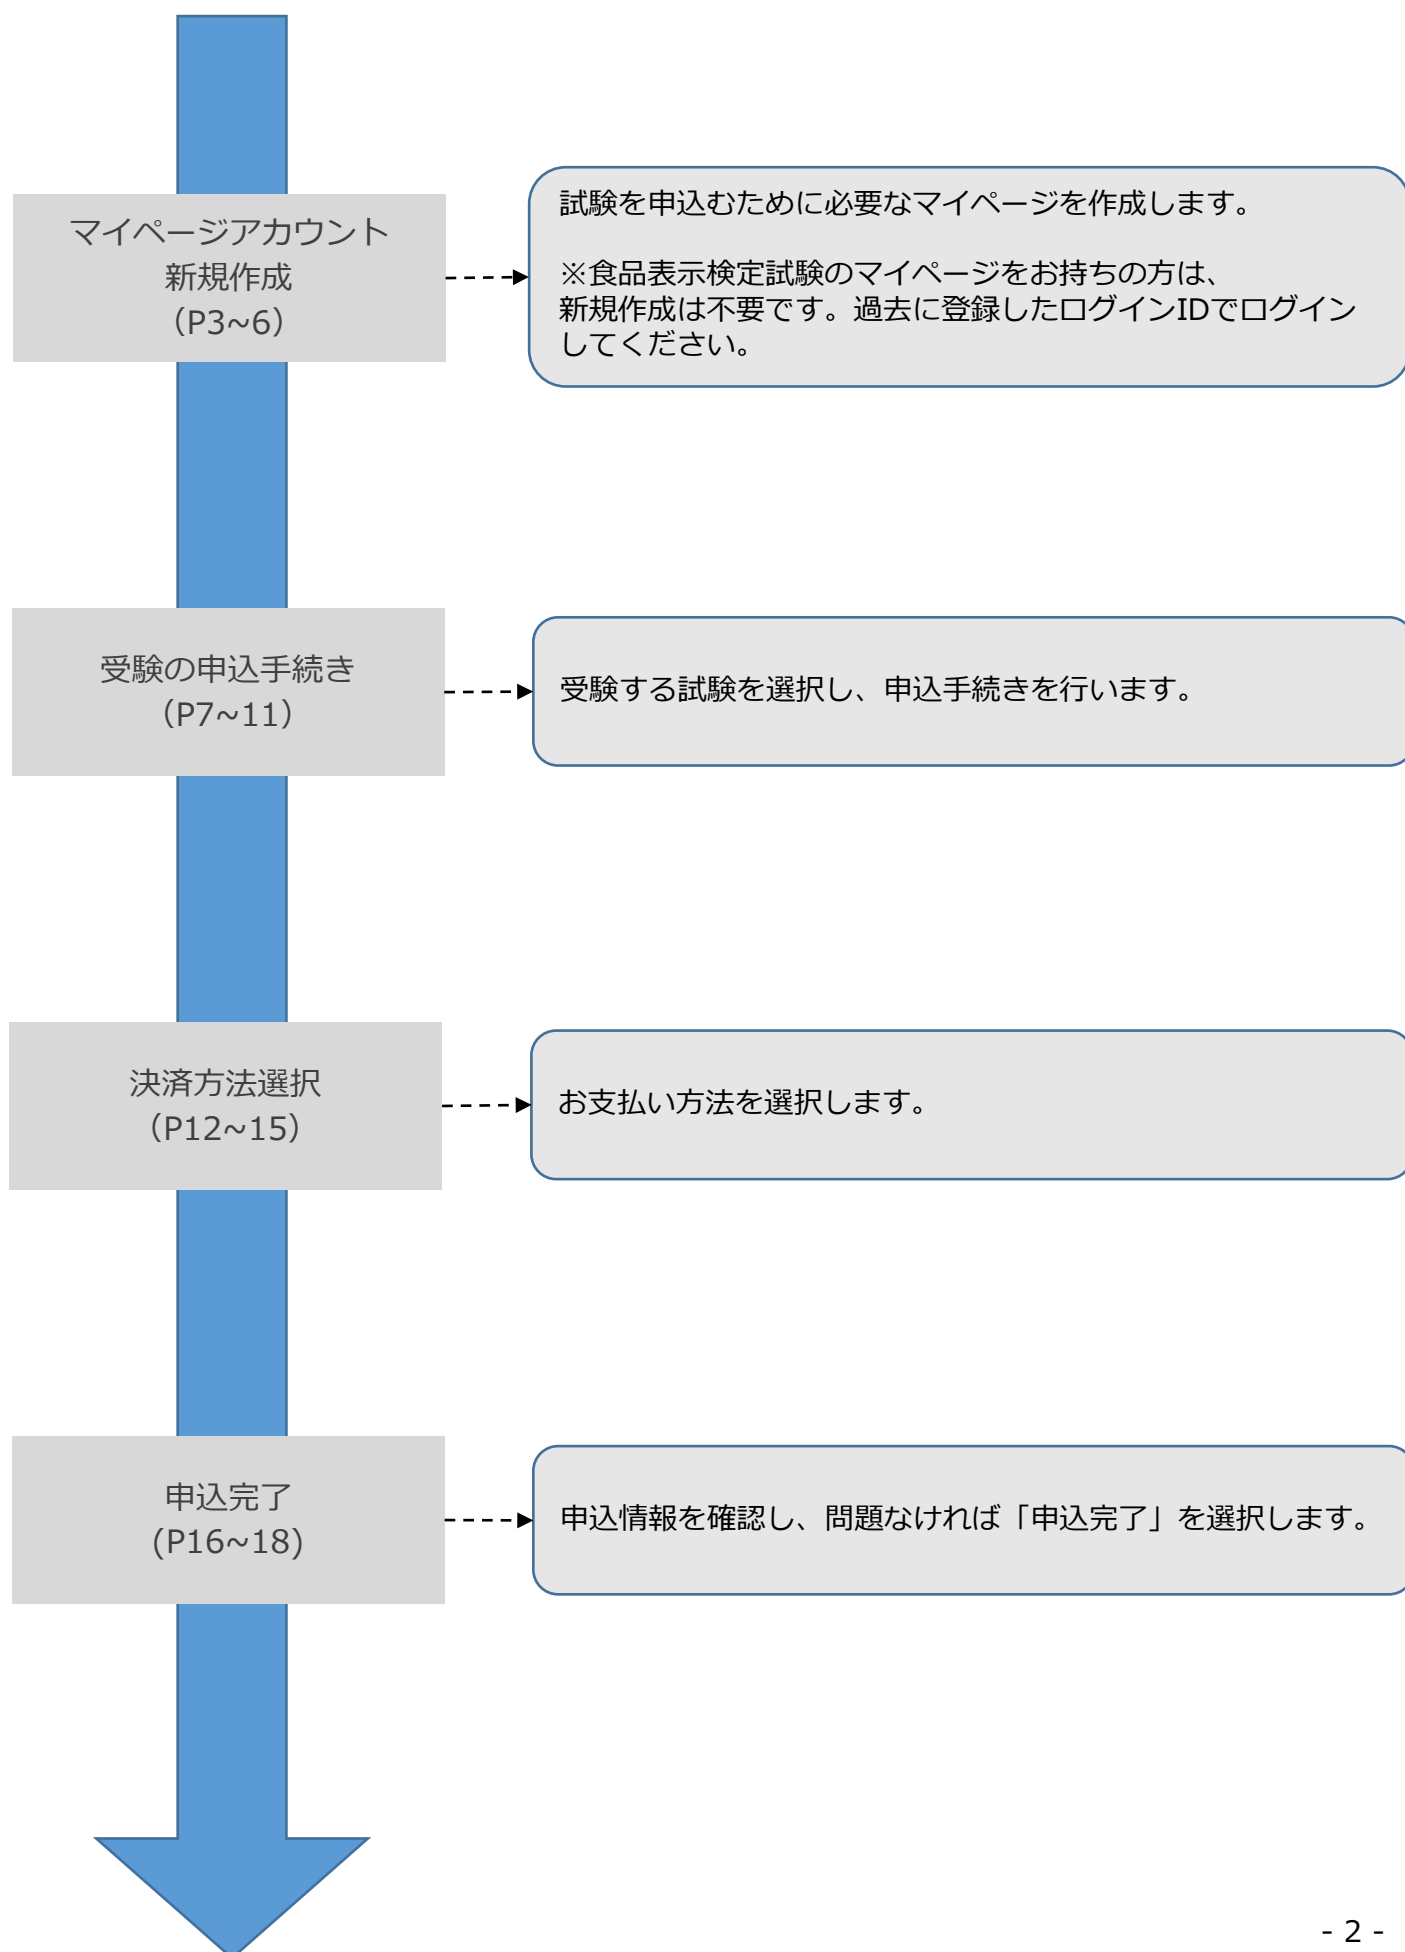 マイページアカウント
新規作成
（P3~6）
試験を申込むために必要なマイページを作成します。
※食品表示検定試験のマイページをお持ちの方は、
新規作成は不要です。過去に登録したログインIDでログイン
してください。
受験の申込手続き
（P7~11）
受験する試験を選択し、申込手続きを行います。
決済方法選択
（P12~15）
お支払い方法を選択します。
申込完了
（P16~18）
申込情報を確認し、問題なければ「申込完了」を選択します。
- 2 -